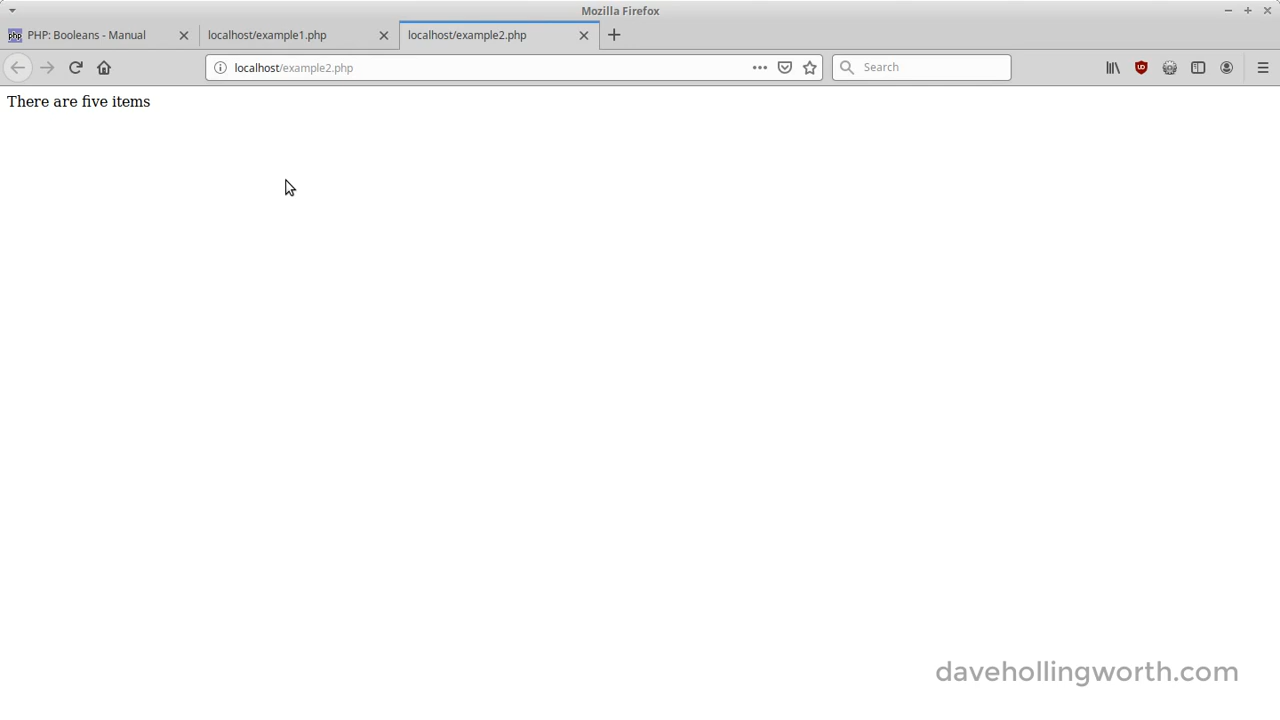 Mozilla Firefox
PHP: Booleans - Manual
localhost/example1.php
localhost/example2.php
localhost/example2.php
Search
There are five items
davehollingworth.com